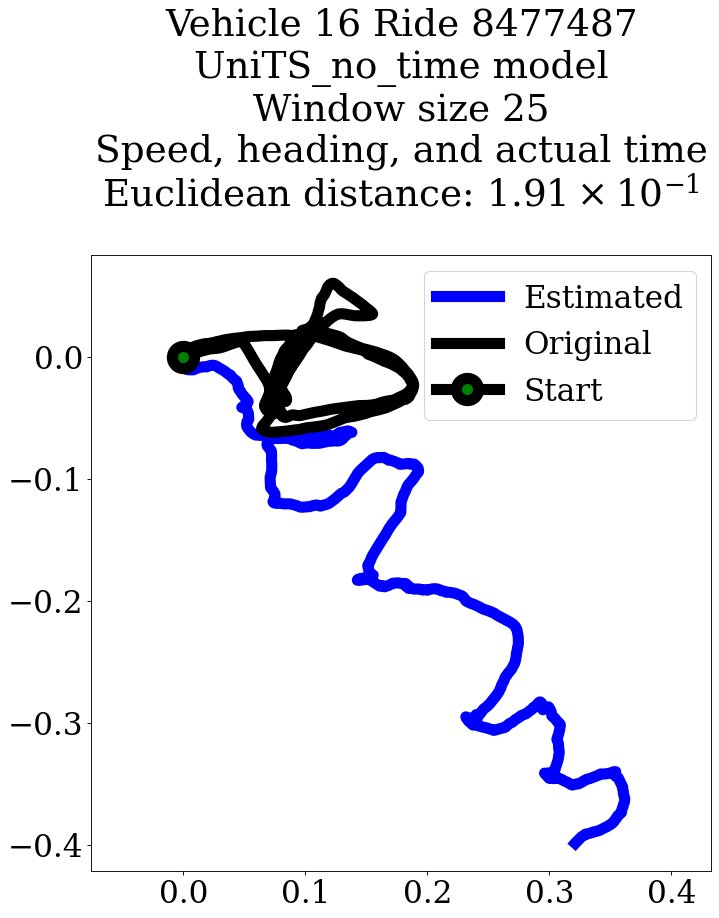 Vehicle 16 Ride 8477487
UniTS_no_time model
Window size 25
Speed, heading, and actual time
Euclidean distance: 1.91 × 10⁻¹
Estimated
Original
Start
0.0
−0.1
−0.2
−0.3
−0.4
0.0 0.1 0.2 0.3 0.4